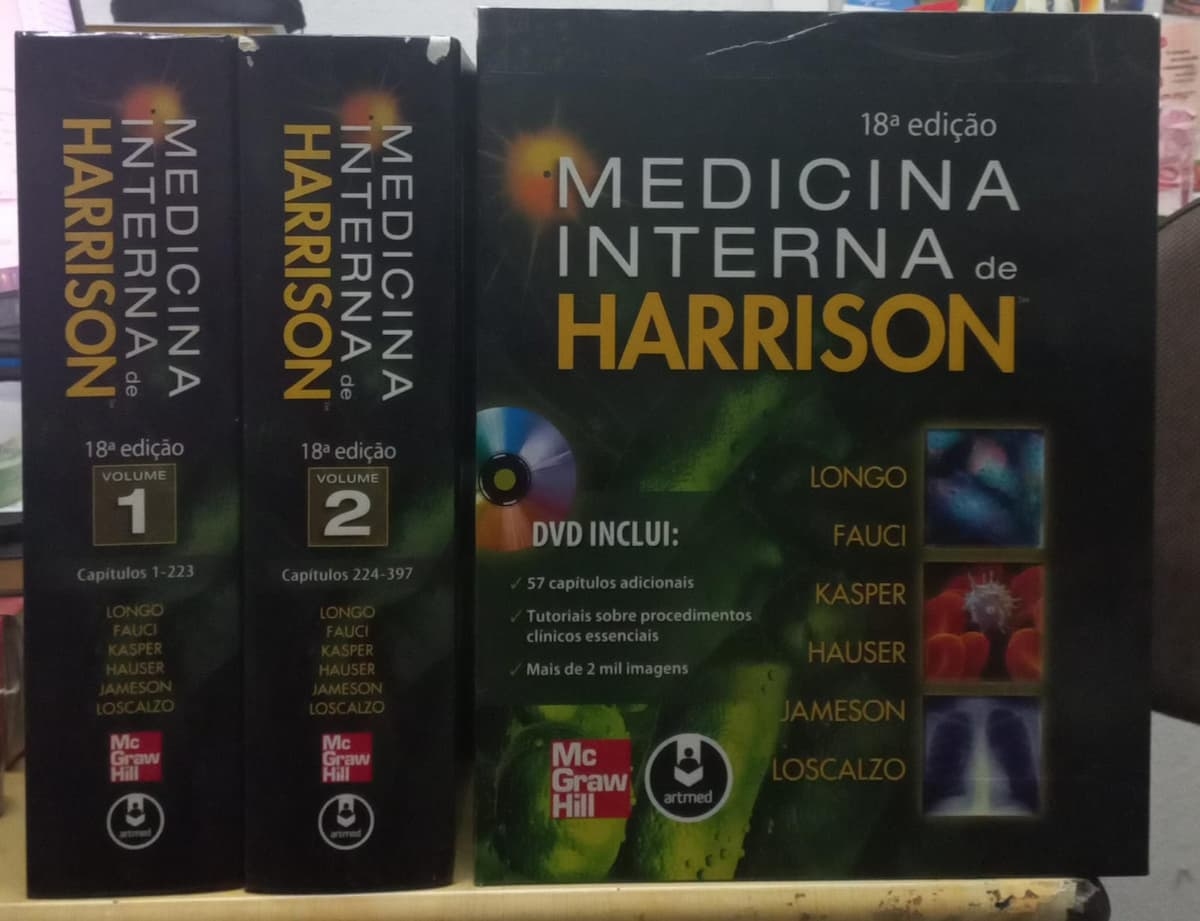 MEDICINA
INTERNA de
HARRISON™
18ª edição
VOLUME
1
Capítulos 1-223
LONGO
FAUCI
KASPER
HAUSER
JAMESON
LOSCALZO
Mc
Graw
Hill
artmed
MEDICINA
INTERNA de
HARRISON™
18ª edição
VOLUME
2
Capítulos 224-397
LONGO
FAUCI
KASPER
HAUSER
JAMESON
LOSCALZO
Mc
Graw
Hill
artmed
18ª edição
MEDICINA
INTERNA de
HARRISON™
DVD INCLUI:
✓ 57 capítulos adicionais
✓ Tutoriais sobre procedimentos
clínicos essenciais
✓ Mais de 2 mil imagens
LONGO
FAUCI
KASPER
HAUSER
JAMESON
LOSCALZO
Mc
Graw
Hill
artmed